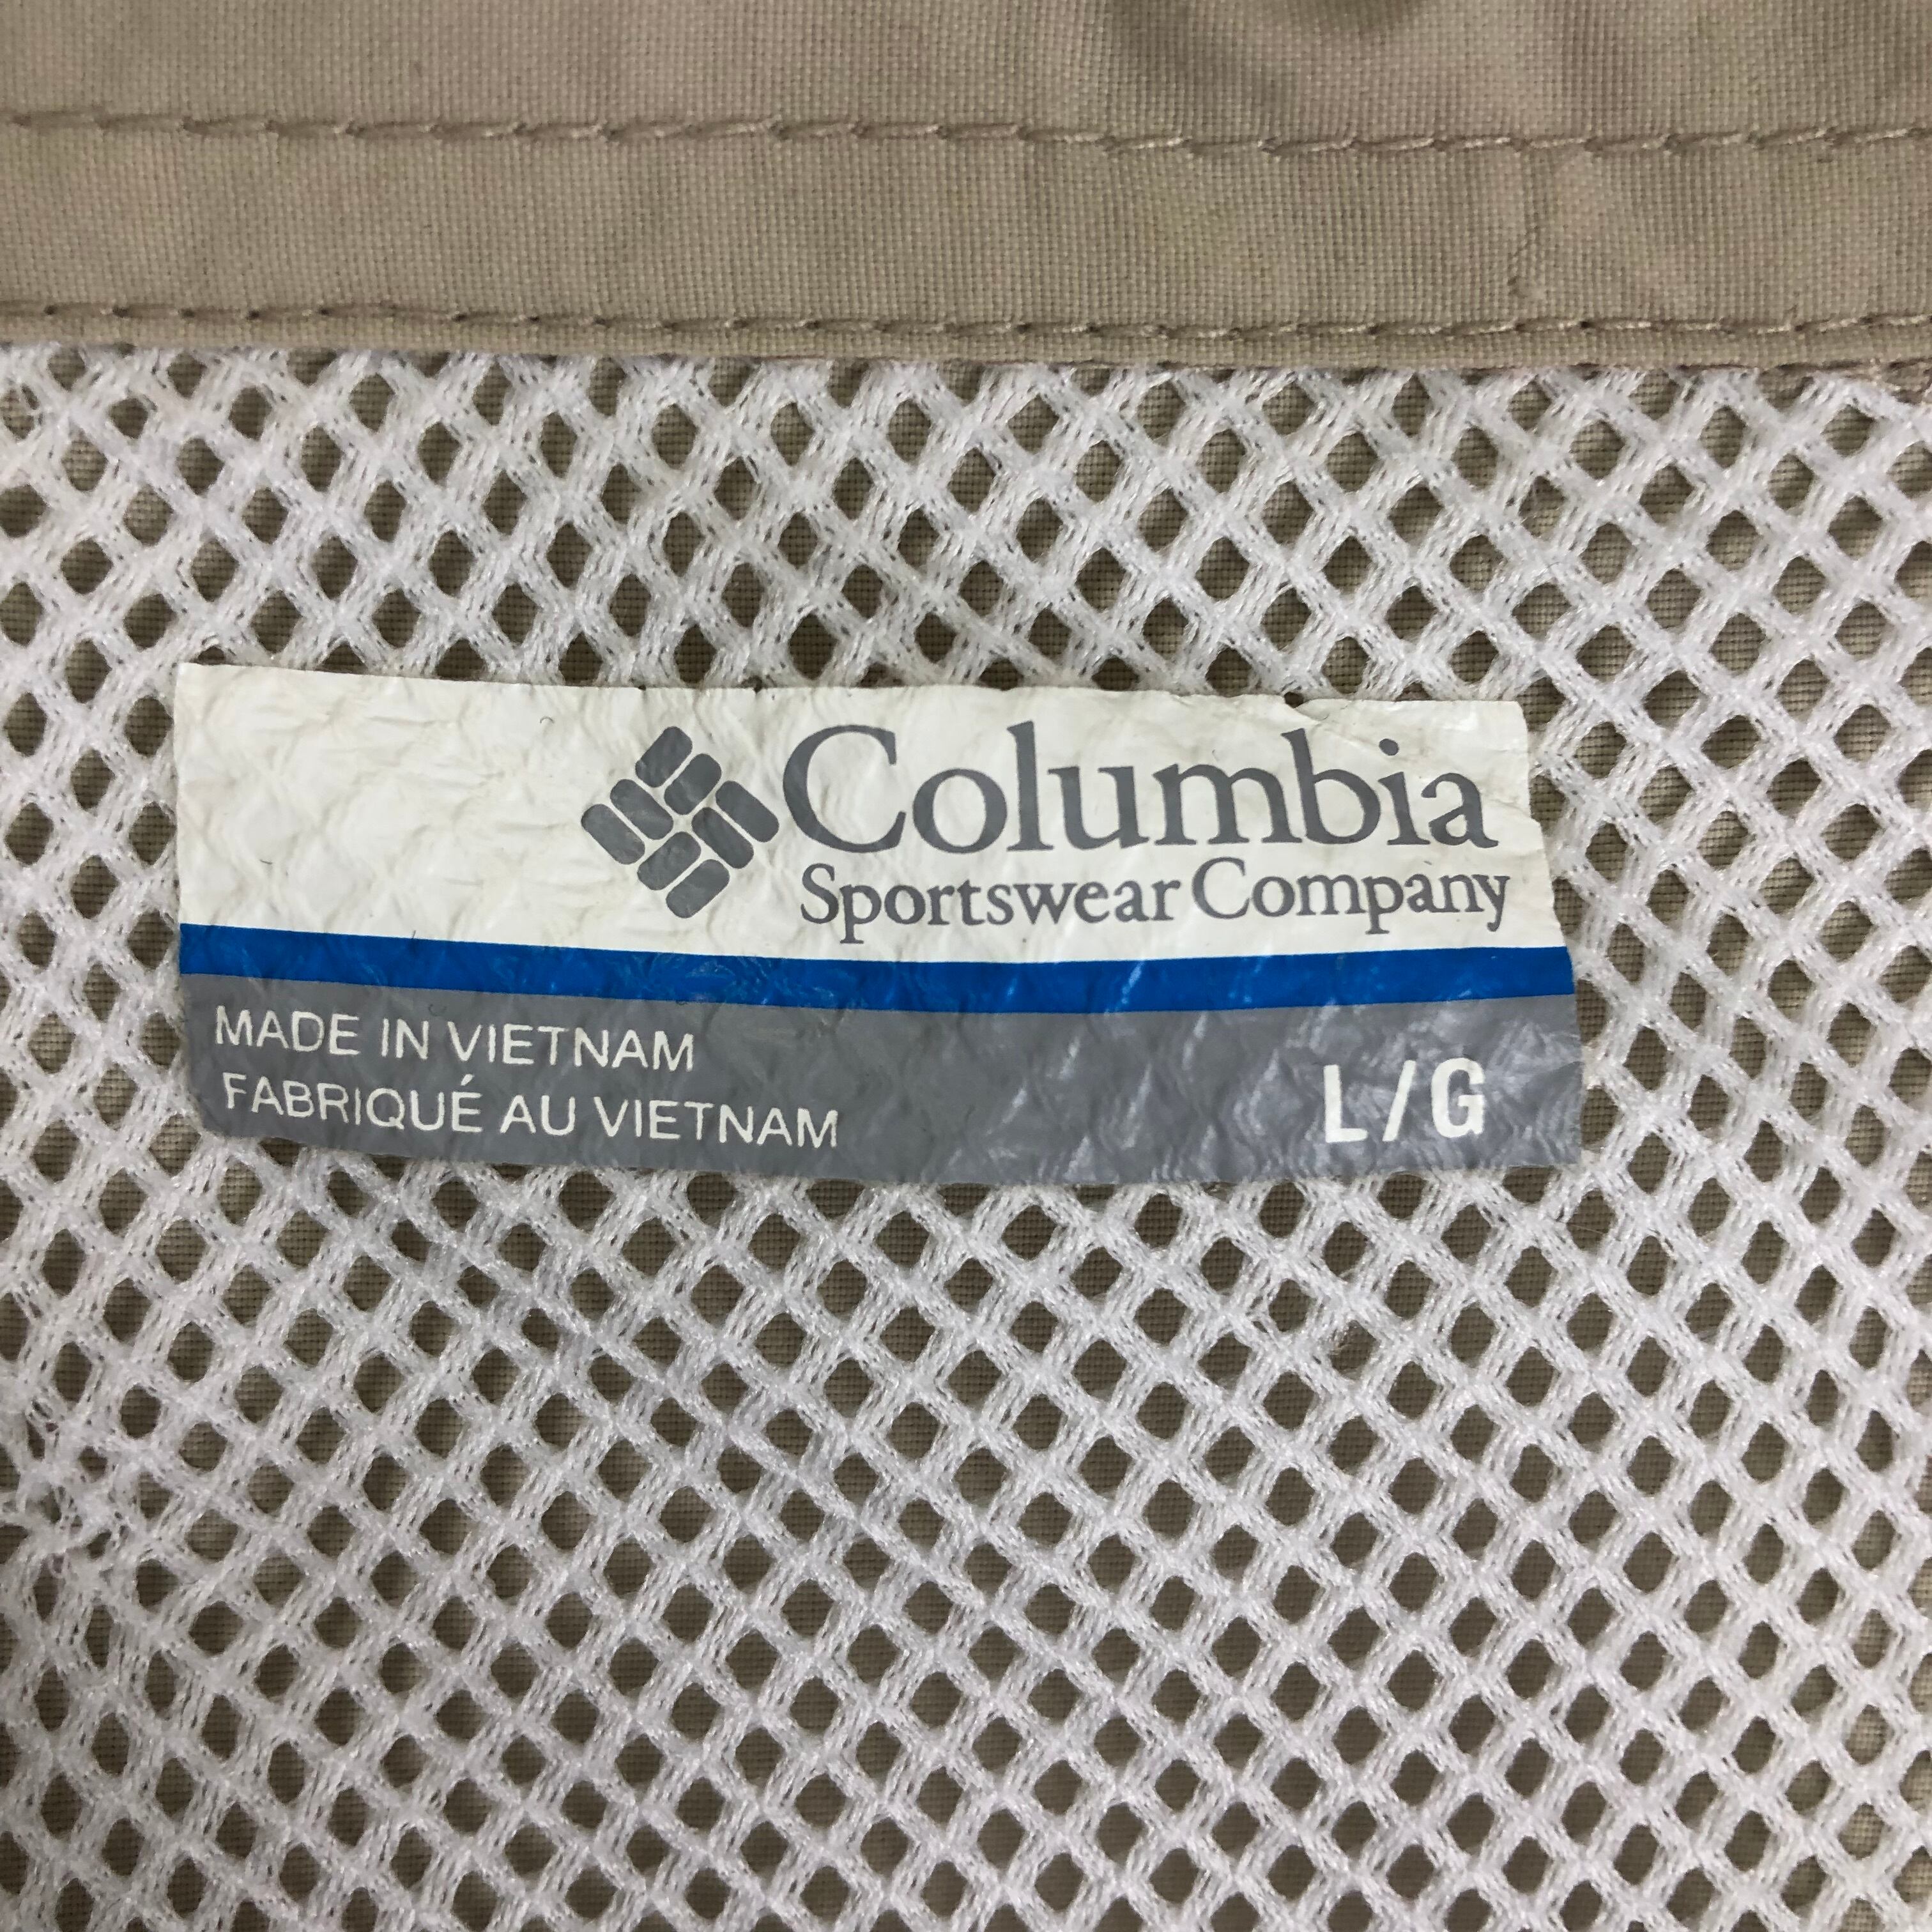 Columbia
Sportswear Company
MADE IN VIETNAM
FABRIQUÉ AU VIETNAM
L/G